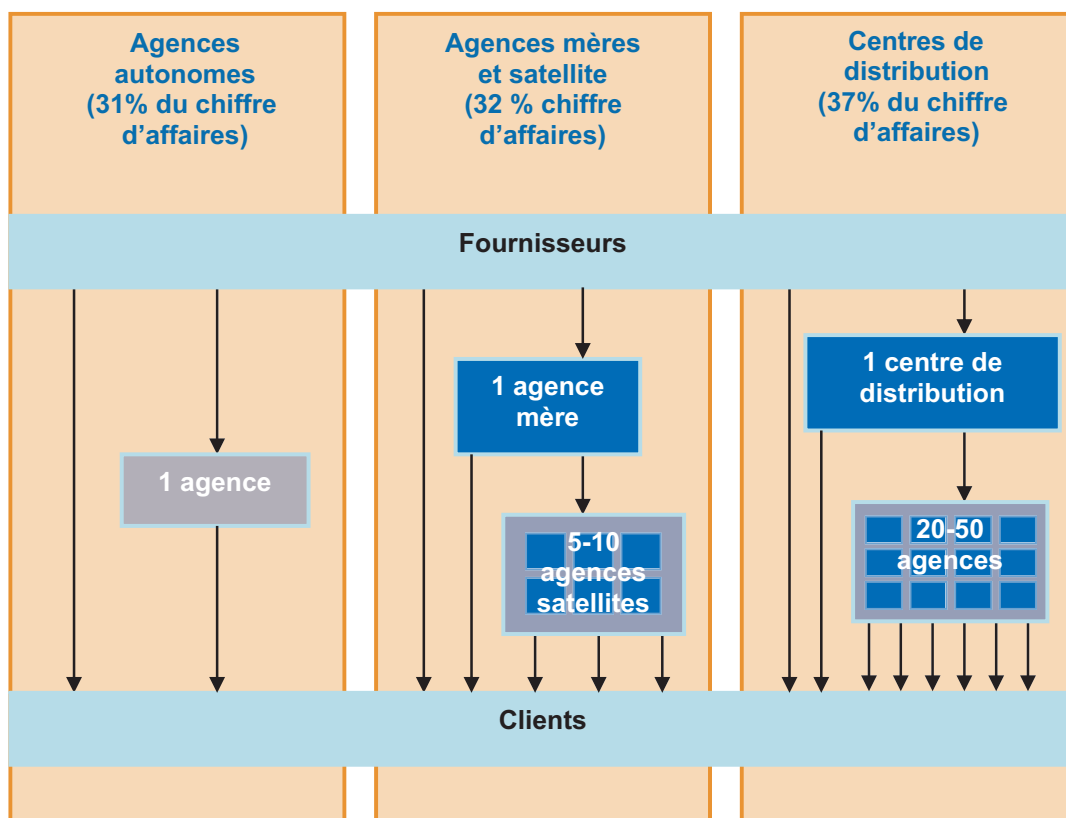 Agences
autonomes
(31% du chiffre
d’affaires)
Agences mères
et satellite
(32 % chiffre
d’affaires)
Centres de
distribution
(37% du chiffre
d’affaires)
Fournisseurs
1 agence
1 agence
mère
5-10
agences
satellites
1 centre de
distribution
20-50
agences
Clients